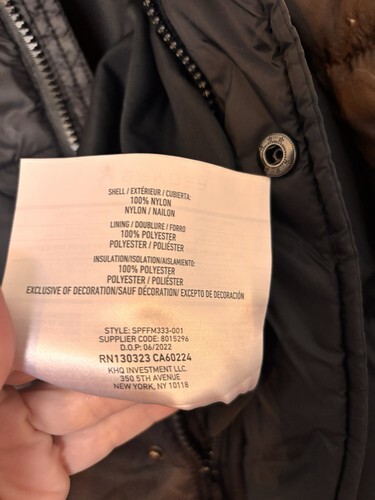 SHELL / EXTÉRIEUR / CUBIERTA:
100% NYLON
NYLON / NAILON
LINING / DOUBLURE / FORRO
100% POLYESTER
POLYESTER / POLIÉSTER
INSULATION/ISOLATION/AISLAMIENTO:
100% POLYESTER
POLYESTER / POLIÉSTER
EXCLUSIVE OF DECORATION/SAUF DÉCORATION/ EXCEPTO DE DECORACIÓN
STYLE: SPFFM333-001
SUPPLIER CODE: 8015296
D.O.P: 06/2022
RN130323 CA60224
KHQ INVESTMENT LLC.
350 5TH AVENUE
NEW YORK, NY 10118